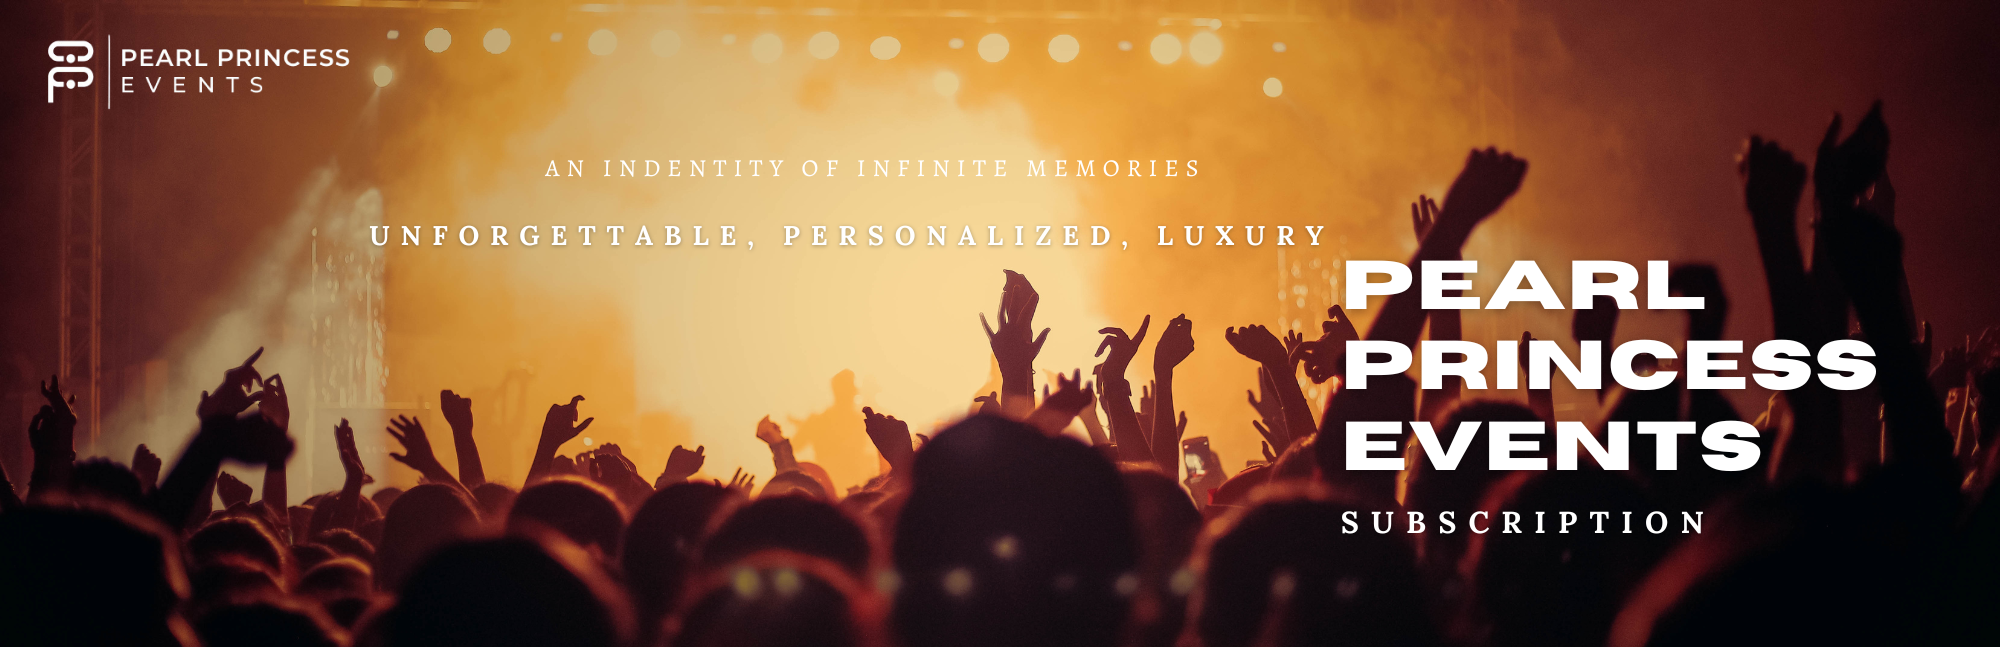 PEARL PRINCESS
EVENTS
AN INDENTITY OF INFINITE MEMORIES
UNFORGETTABLE, PERSONALIZED, LUXURY
PEARL
PRINCESS
EVENTS
SUBSCRIPTION